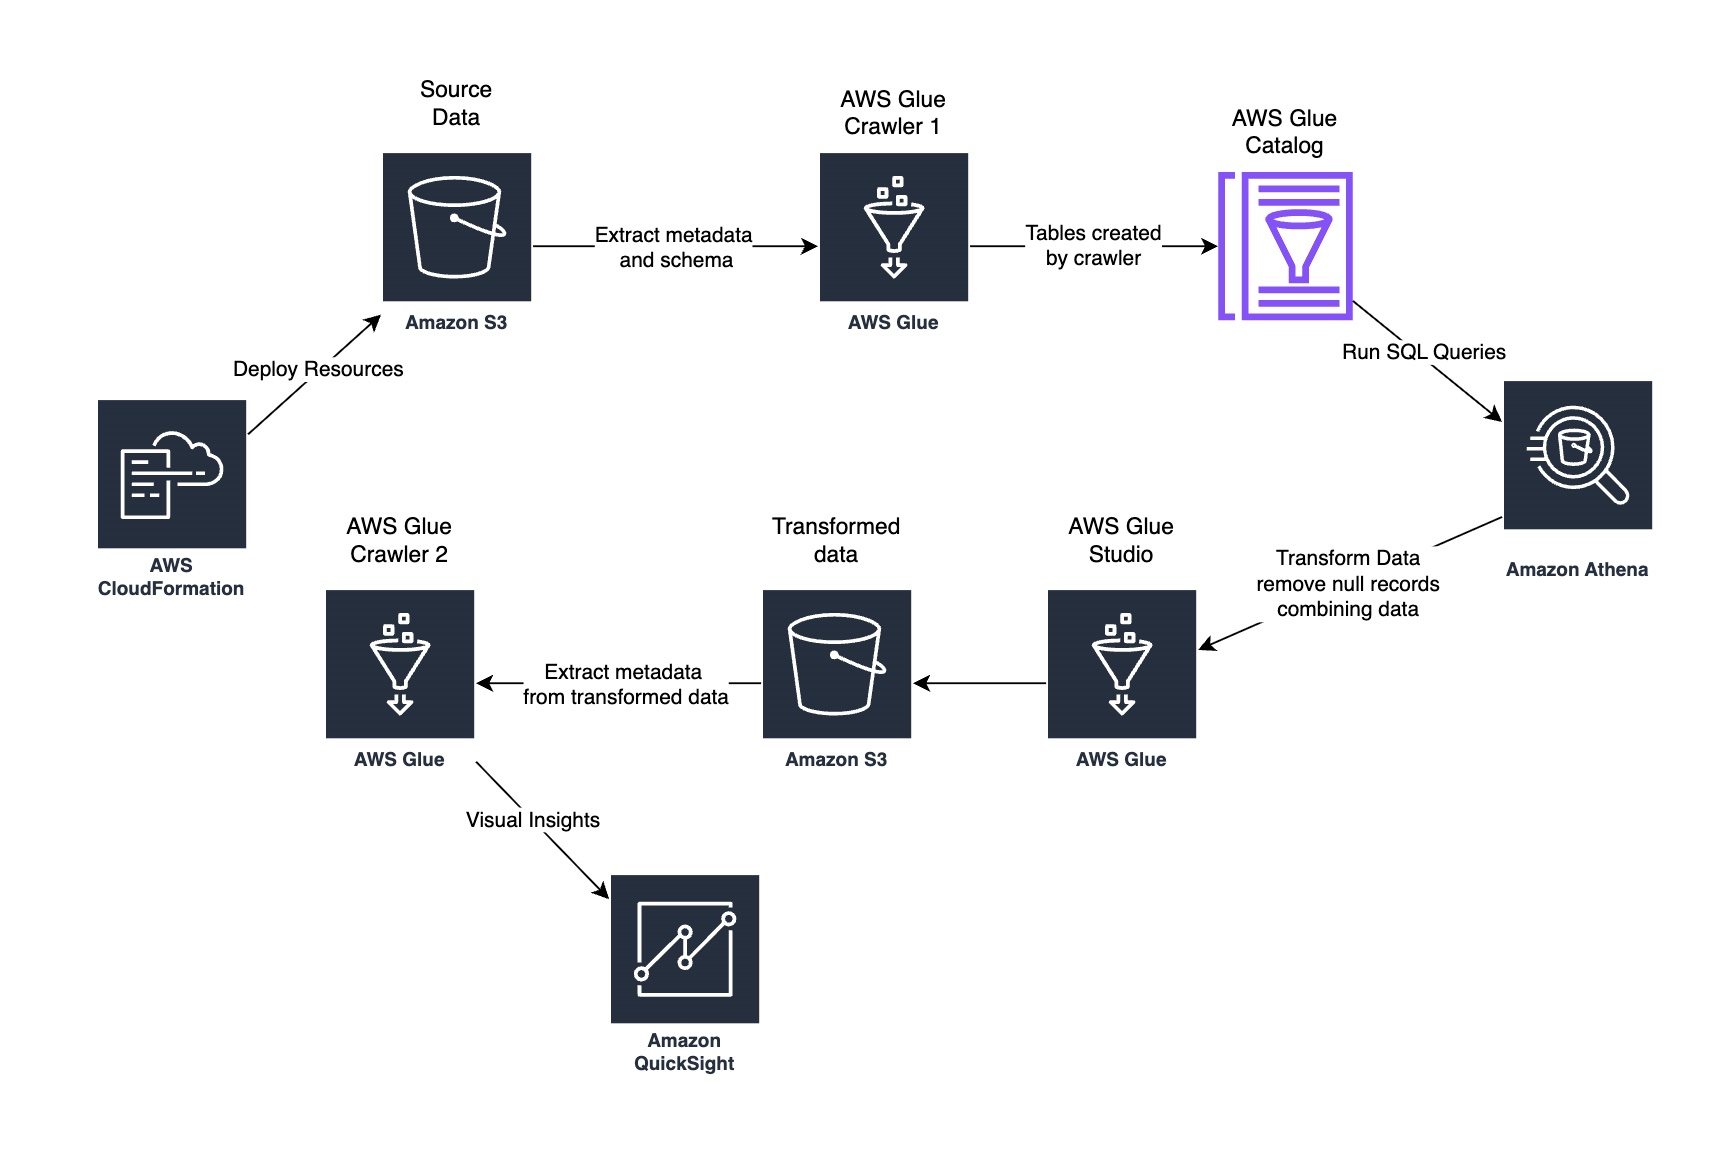 Source
Data
Amazon S3
Extract metadata
and schema
AWS Glue
Crawler 1
AWS Glue
Tables created
by crawler
AWS Glue
Catalog
Run SQL Queries
Deploy Resources
AWS
CloudFormation
Amazon Athena
Transform Data
remove null records
combining data
AWS Glue
Studio
AWS Glue
Transformed
data
Amazon S3
Extract metadata
from transformed data
AWS Glue
Crawler 2
AWS Glue
Visual Insights
Amazon
QuickSight